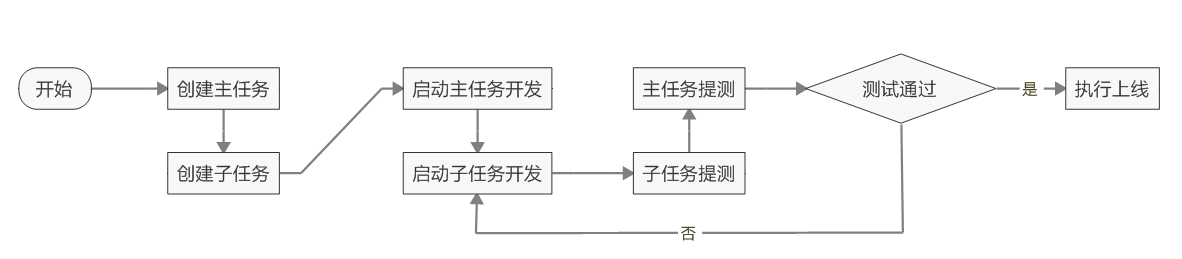 开始
创建主任务
创建子任务
启动主任务开发
启动子任务开发
子任务提测
主任务提测
测试通过
是
执行上线
否